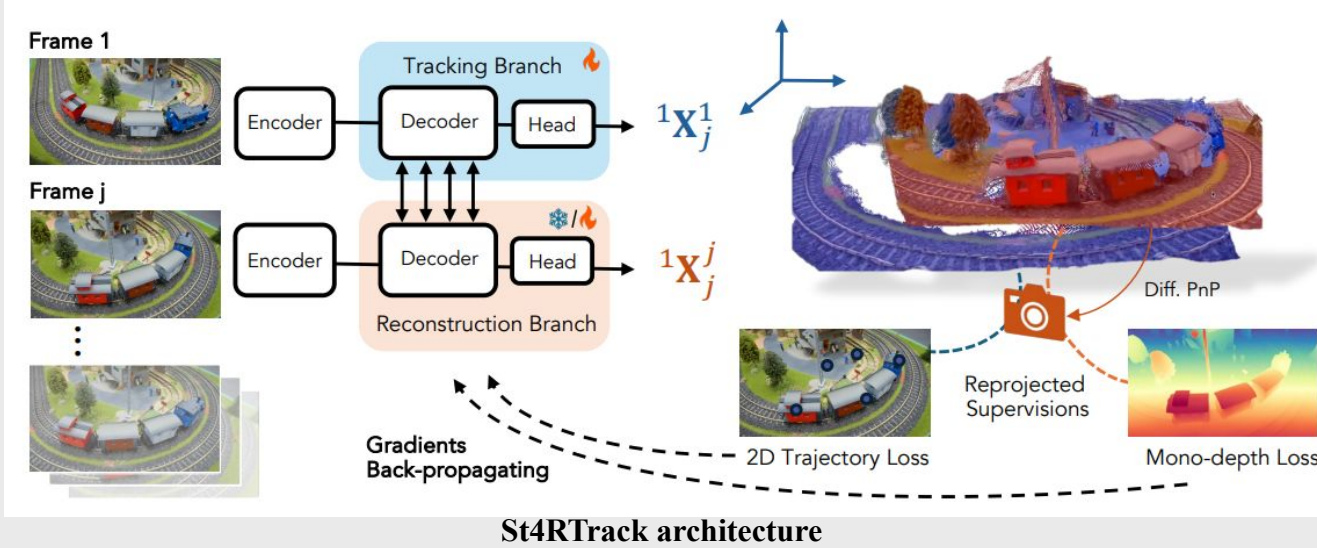 Frame 1
Tracking Branch
Encoder
Decoder
Head
¹X¹ⱼ
Frame j
Encoder
Decoder
Head
¹Xʲⱼ
/
Reconstruction Branch
Diff. PnP
Reprojected
Supervisions
Gradients
Back-propagating
2D Trajectory Loss
Mono-depth Loss
St4RTrack architecture